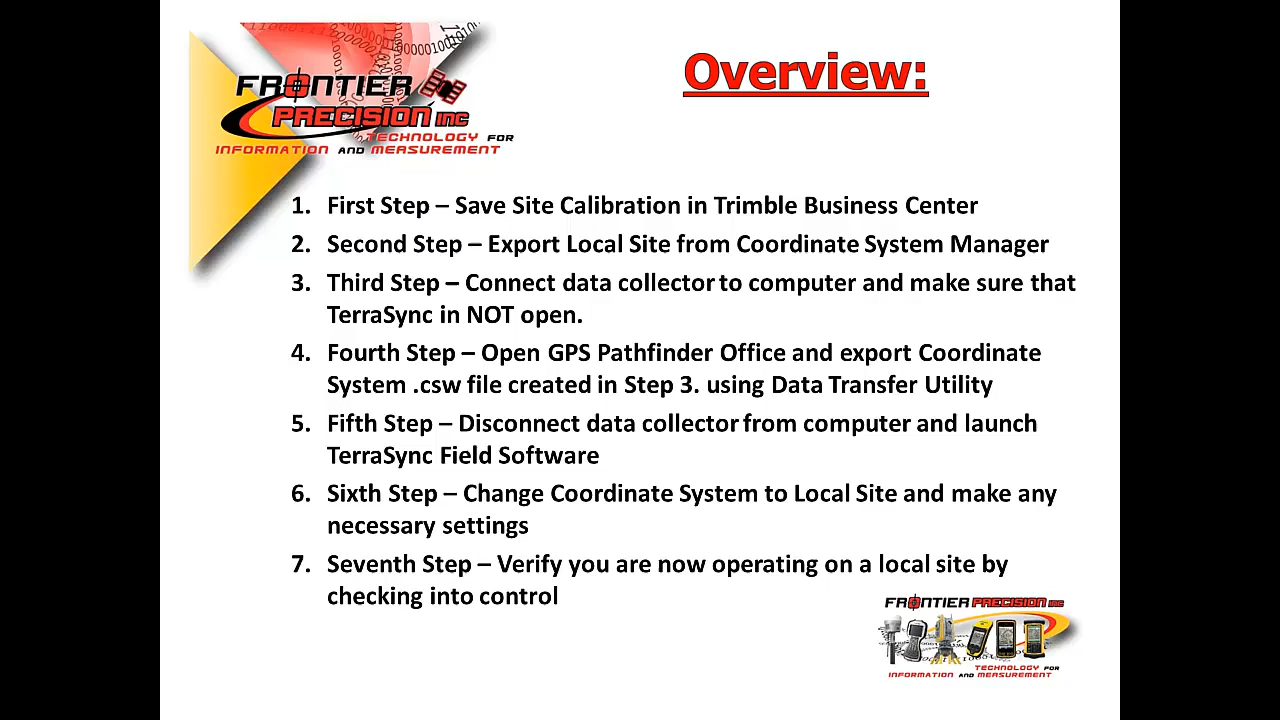 Overview:
FRONTIER
PRECISION INC
TECHNOLOGY FOR
INFORMATION AND MEASUREMENT
1. First Step – Save Site Calibration in Trimble Business Center
2. Second Step – Export Local Site from Coordinate System Manager
3. Third Step – Connect data collector to computer and make sure that
TerraSync in NOT open.
4. Fourth Step – Open GPS Pathfinder Office and export Coordinate
System .csw file created in Step 3. using Data Transfer Utility
5. Fifth Step – Disconnect data collector from computer and launch
TerraSync Field Software
6. Sixth Step – Change Coordinate System to Local Site and make any
necessary settings
7. Seventh Step – Verify you are now operating on a local site by
checking into control
FRONTIER PRECISION INC
TECHNOLOGY FOR
INFORMATION AND MEASUREMENT